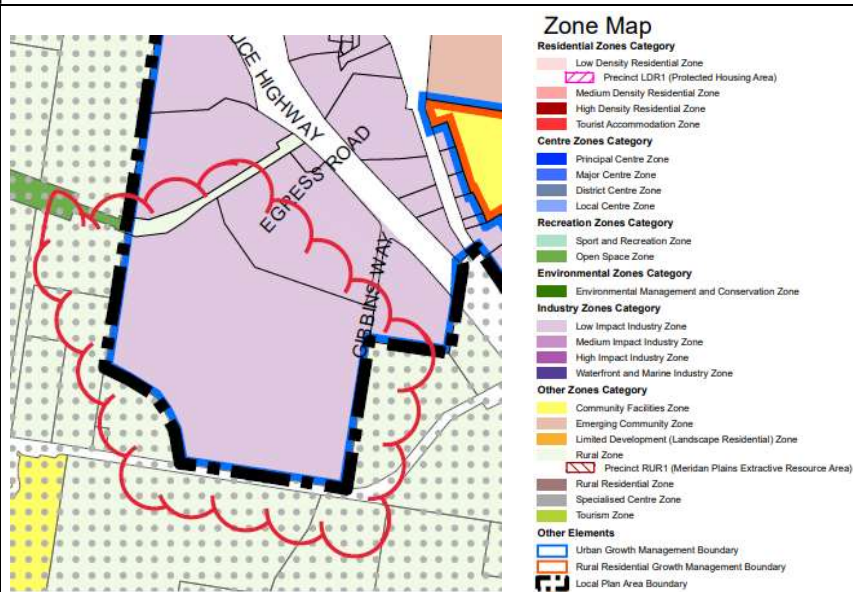 UCE HIGHWAY
EGRESS ROAD
GIBBINS WAY
Zone Map
Residential Zones Category
Low Density Residential Zone
Precinct LDR1 (Protected Housing Area)
Medium Density Residential Zone
High Density Residential Zone
Tourist Accommodation Zone
Centre Zones Category
Principal Centre Zone
Major Centre Zone
District Centre Zone
Local Centre Zone
Recreation Zones Category
Sport and Recreation Zone
Open Space Zone
Environmental Zones Category
Environmental Management and Conservation Zone
Industry Zones Category
Low Impact Industry Zone
Medium Impact Industry Zone
High Impact Industry Zone
Waterfront and Marine Industry Zone
Other Zones Category
Community Facilities Zone
Emerging Community Zone
Limited Development (Landscape Residential) Zone
Rural Zone
Precinct RUR1 (Meridan Plains Extractive Resource Area)
Rural Residential Zone
Specialised Centre Zone
Tourism Zone
Other Elements
Urban Growth Management Boundary
Rural Residential Growth Management Boundary
Local Plan Area Boundary